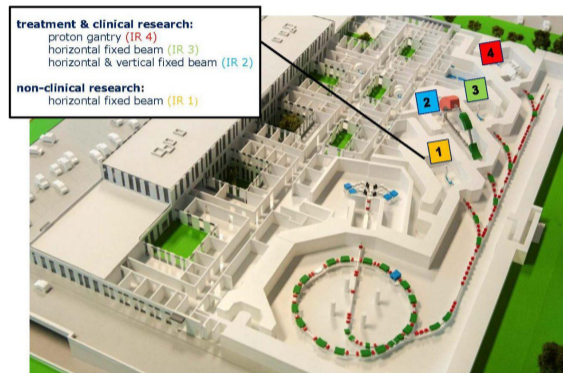 treatment & clinical research:
proton gantry (IR 4)
horizontal fixed beam (IR 3)
horizontal & vertical fixed beam (IR 2)
non-clinical research:
horizontal fixed beam (IR 1)
4
3
2
1